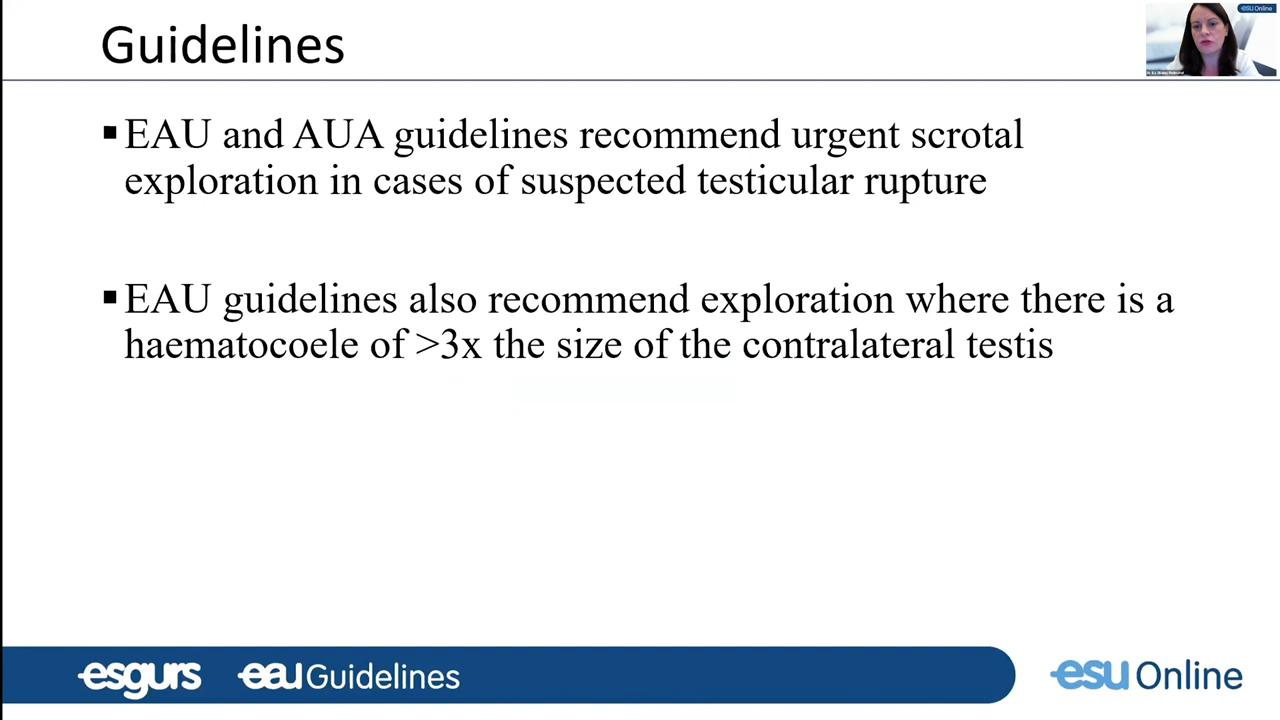 Guidelines
esu Online
▪EAU and AUA guidelines recommend urgent scrotal
exploration in cases of suspected testicular rupture
▪EAU guidelines also recommend exploration where there is a
haematocoele of >3x the size of the contralateral testis
esgurs
eau Guidelines
esu Online